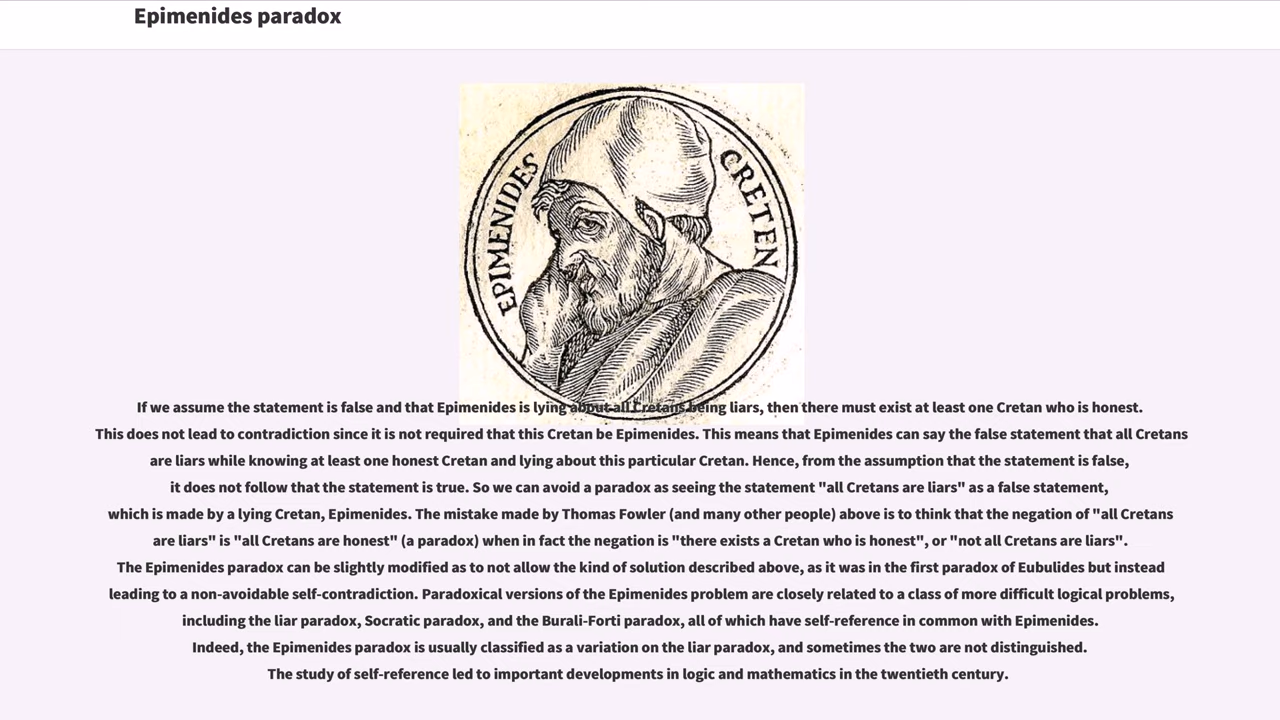 Epimenides paradox
EPIMENIDES CRETEN
If we assume the statement is false and that Epimenides is lying about all Cretans being liars, then there must exist at least one Cretan who is honest.
This does not lead to contradiction since it is not required that this Cretan be Epimenides. This means that Epimenides can say the false statement that all Cretans
are liars while knowing at least one honest Cretan and lying about this particular Cretan. Hence, from the assumption that the statement is false,
it does not follow that the statement is true. So we can avoid a paradox as seeing the statement "all Cretans are liars" as a false statement,
which is made by a lying Cretan, Epimenides. The mistake made by Thomas Fowler (and many other people) above is to think that the negation of "all Cretans
are liars" is "all Cretans are honest" (a paradox) when in fact the negation is "there exists a Cretan who is honest", or "not all Cretans are liars".
The Epimenides paradox can be slightly modified as to not allow the kind of solution described above, as it was in the first paradox of Eubulides but instead
leading to a non-avoidable self-contradiction. Paradoxical versions of the Epimenides problem are closely related to a class of more difficult logical problems,
including the liar paradox, Socratic paradox, and the Burali-Forti paradox, all of which have self-reference in common with Epimenides.
Indeed, the Epimenides paradox is usually classified as a variation on the liar paradox, and sometimes the two are not distinguished.
The study of self-reference led to important developments in logic and mathematics in the twentieth century.